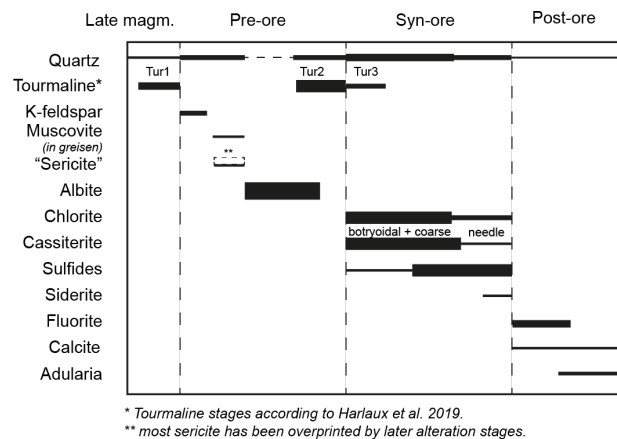 Late magm. Pre-ore Syn-ore Post-ore
Quartz
Tourmaline* Tur1 Tur2 Tur3
K-feldspar
Muscovite
(in greisen)
**
"Sericite"
Albite
Chlorite
botryoidal + coarse needle
Cassiterite
Sulfides
Siderite
Fluorite
Calcite
Adularia
* Tourmaline stages according to Harlaux et al. 2019.
** most sericite has been overprinted by later alteration stages.